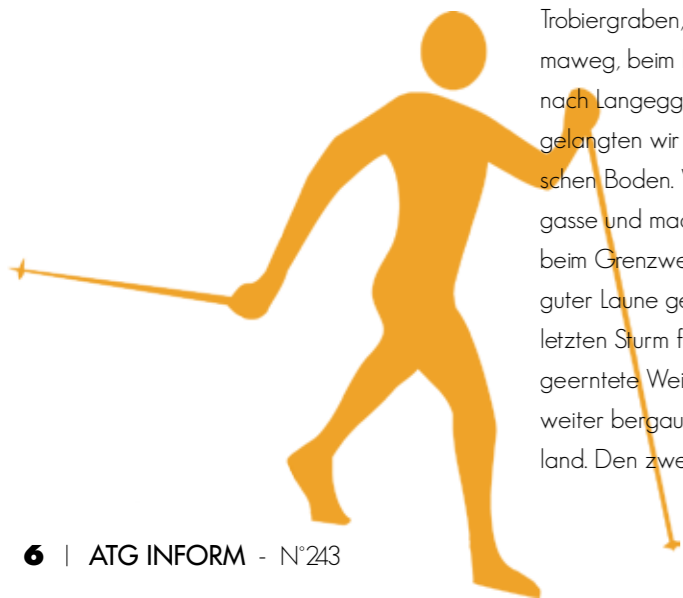 Trobiergraben,
maweg, beim
nach Langegg
gelangten wir
schen Boden.
gasse und mac
beim Grenzwe
guter Laune ge
letzten Sturm f
geerntete Wei
weiter bergau
land. Den zwe
6 | ATG INFORM - N°243